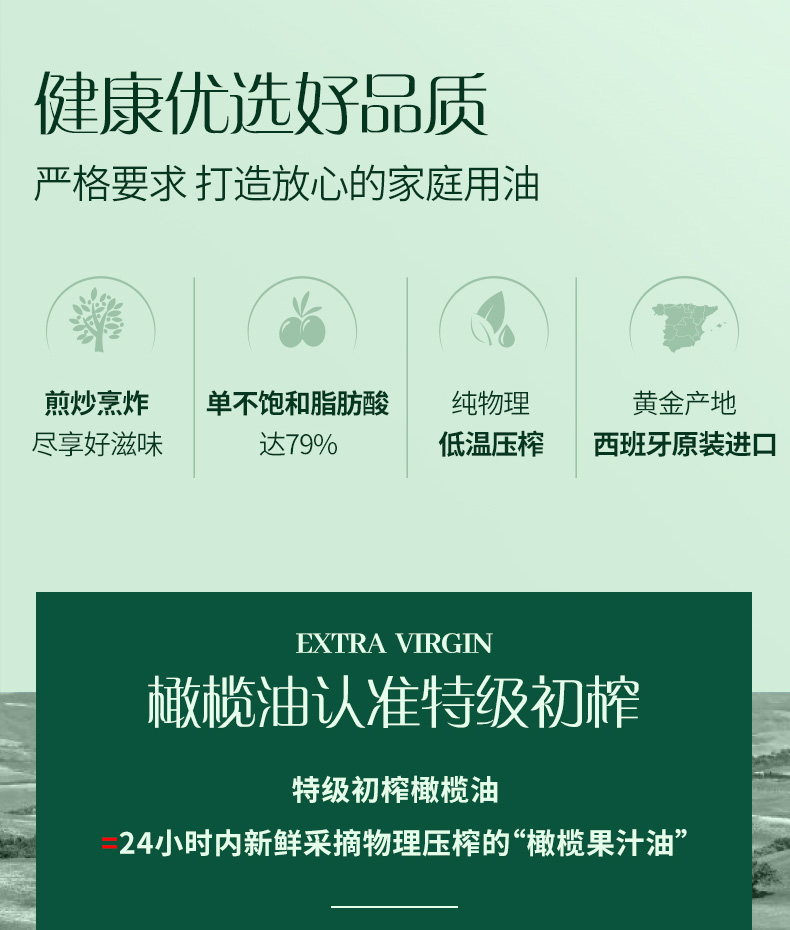 健康优选好品质
严格要求 打造放心的家庭用油
煎炒烹炸
尽享好滋味
单不饱和脂肪酸
达79%
纯物理
低温压榨
黄金产地
西班牙原装进口
EXTRA VIRGIN
橄榄油认准特级初榨
特级初榨橄榄油
=24小时内新鲜采摘物理压榨的“橄榄果汁油”